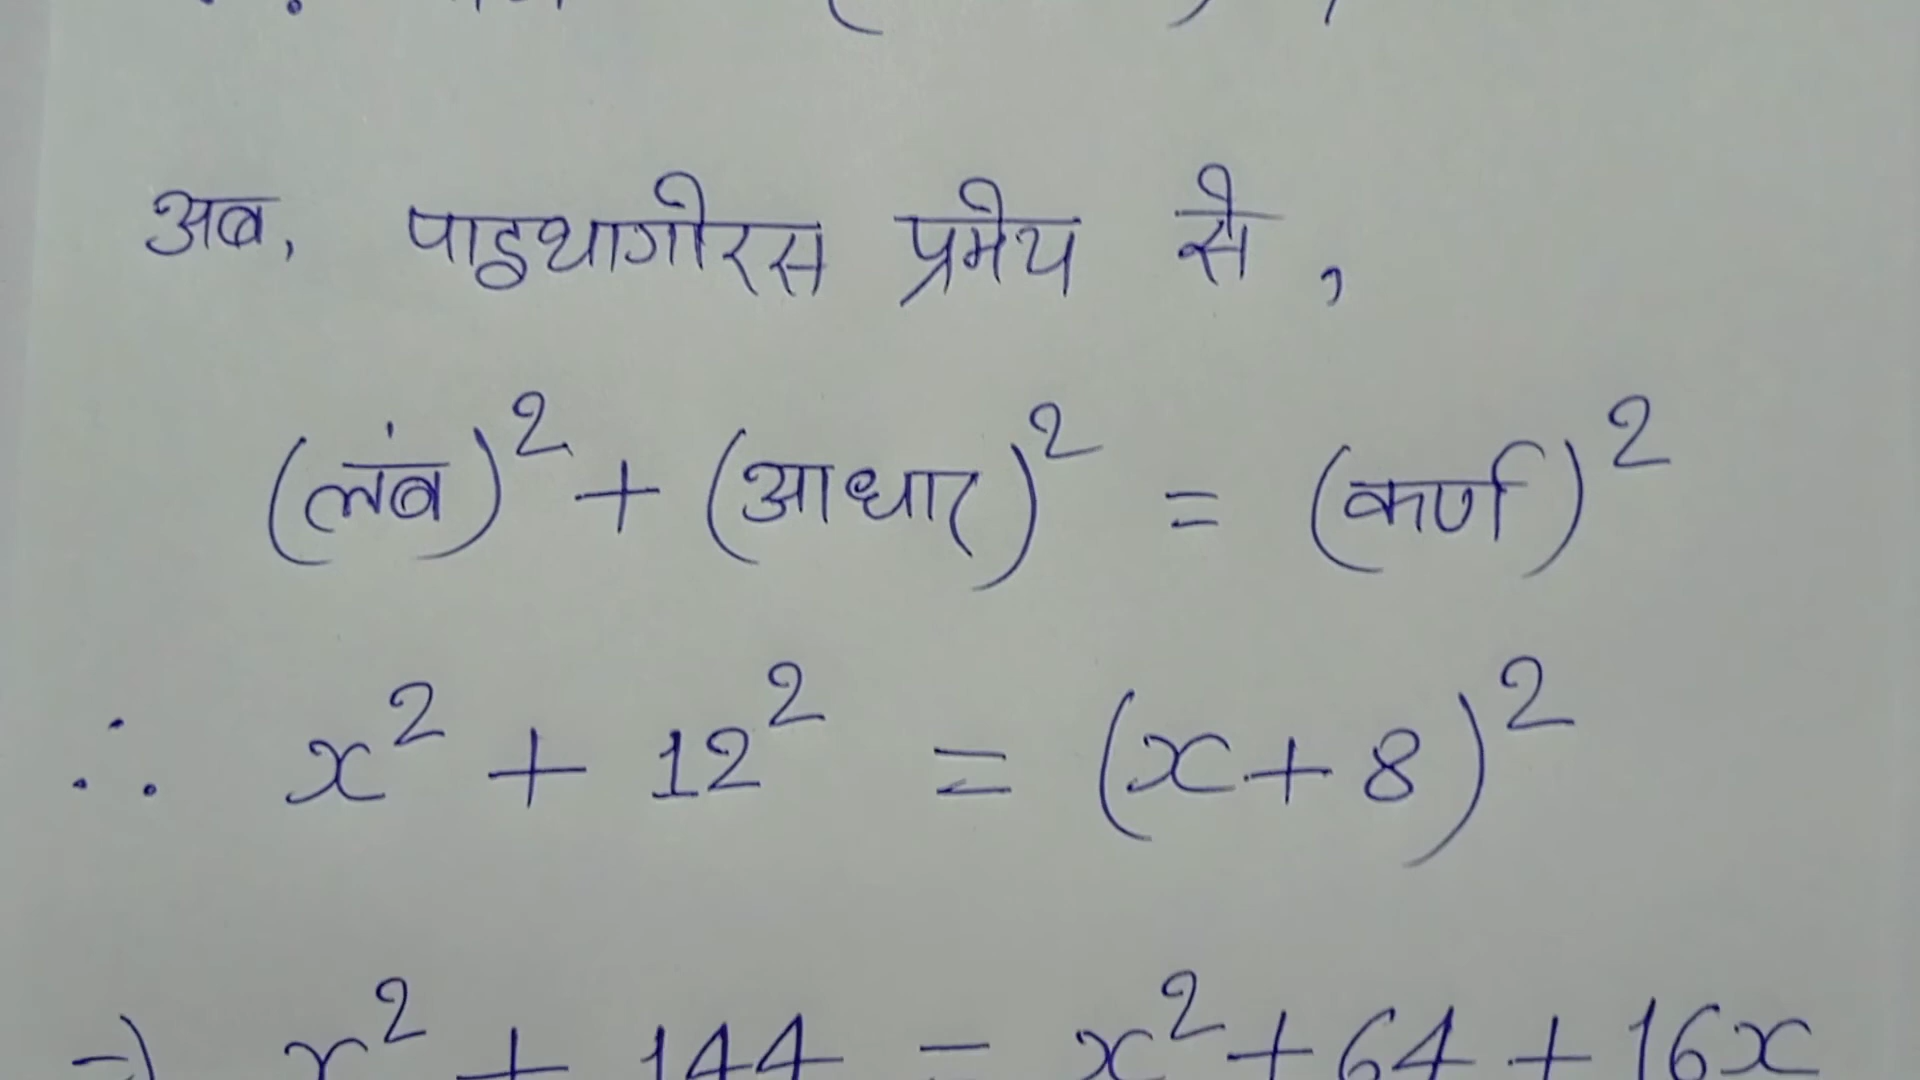 अब, पाइथागोरस प्रमेय से,
(लंब)² + (आधार)² = (कर्ण)²
∴ x² + 12² = (x+8)²
⇒ x² + 144 = x² + 64 + 16x